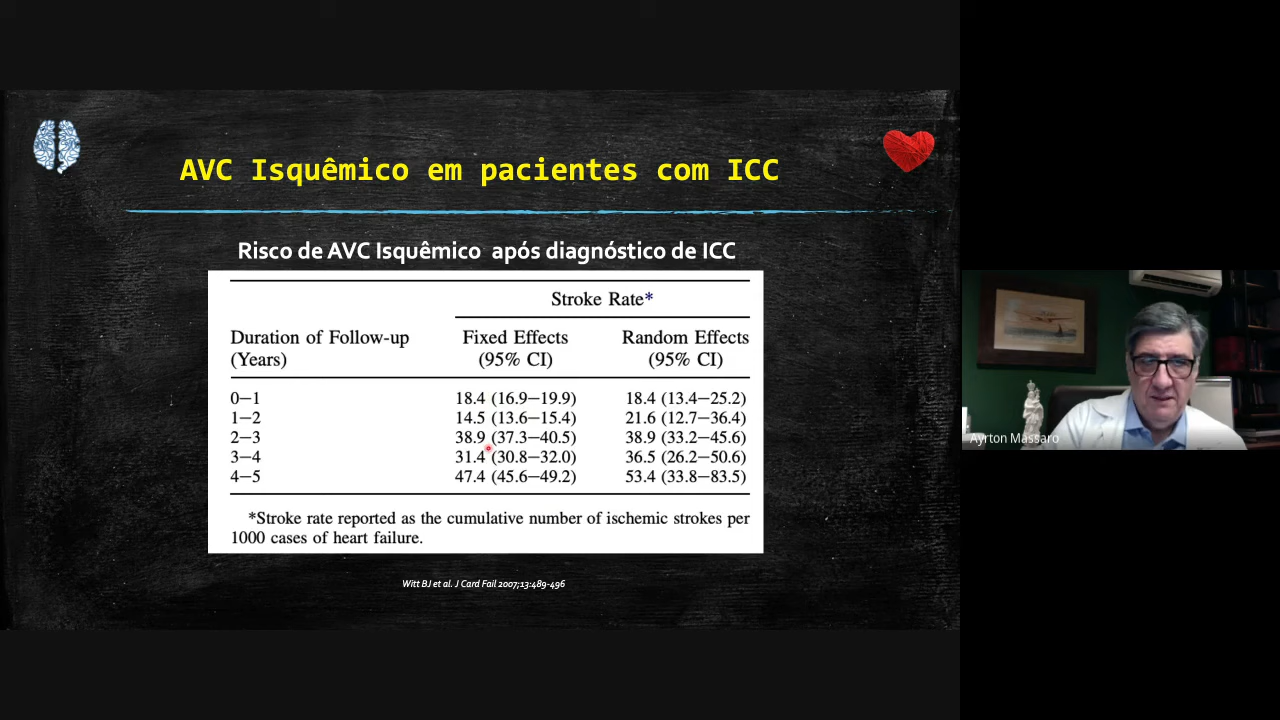 AVC Isquêmico em pacientes com ICC
Risco de AVC Isquêmico após diagnóstico de ICC
Stroke Rate*
Duration of Follow-up (Years)
Fixed Effects (95% CI)
Random Effects (95% CI)
0–1 18.4 (16.9–19.9) 18.4 (13.4–25.2)
1–2 14.5 (13.6–15.4) 21.6 (12.7–36.4)
2–3 38.9 (37.3–40.5) 38.9 (33.2–45.6)
3–4 31.4 (30.8–32.0) 36.5 (26.2–50.6)
4–5 47.4 (45.6–49.2) 53.4 (33.8–83.5)
*Stroke rate reported as the cumulative number of ischemic strokes per
1000 cases of heart failure.
Witt BJ et al. J Card Fail 2007;13:489-496
Ayrton Massaro